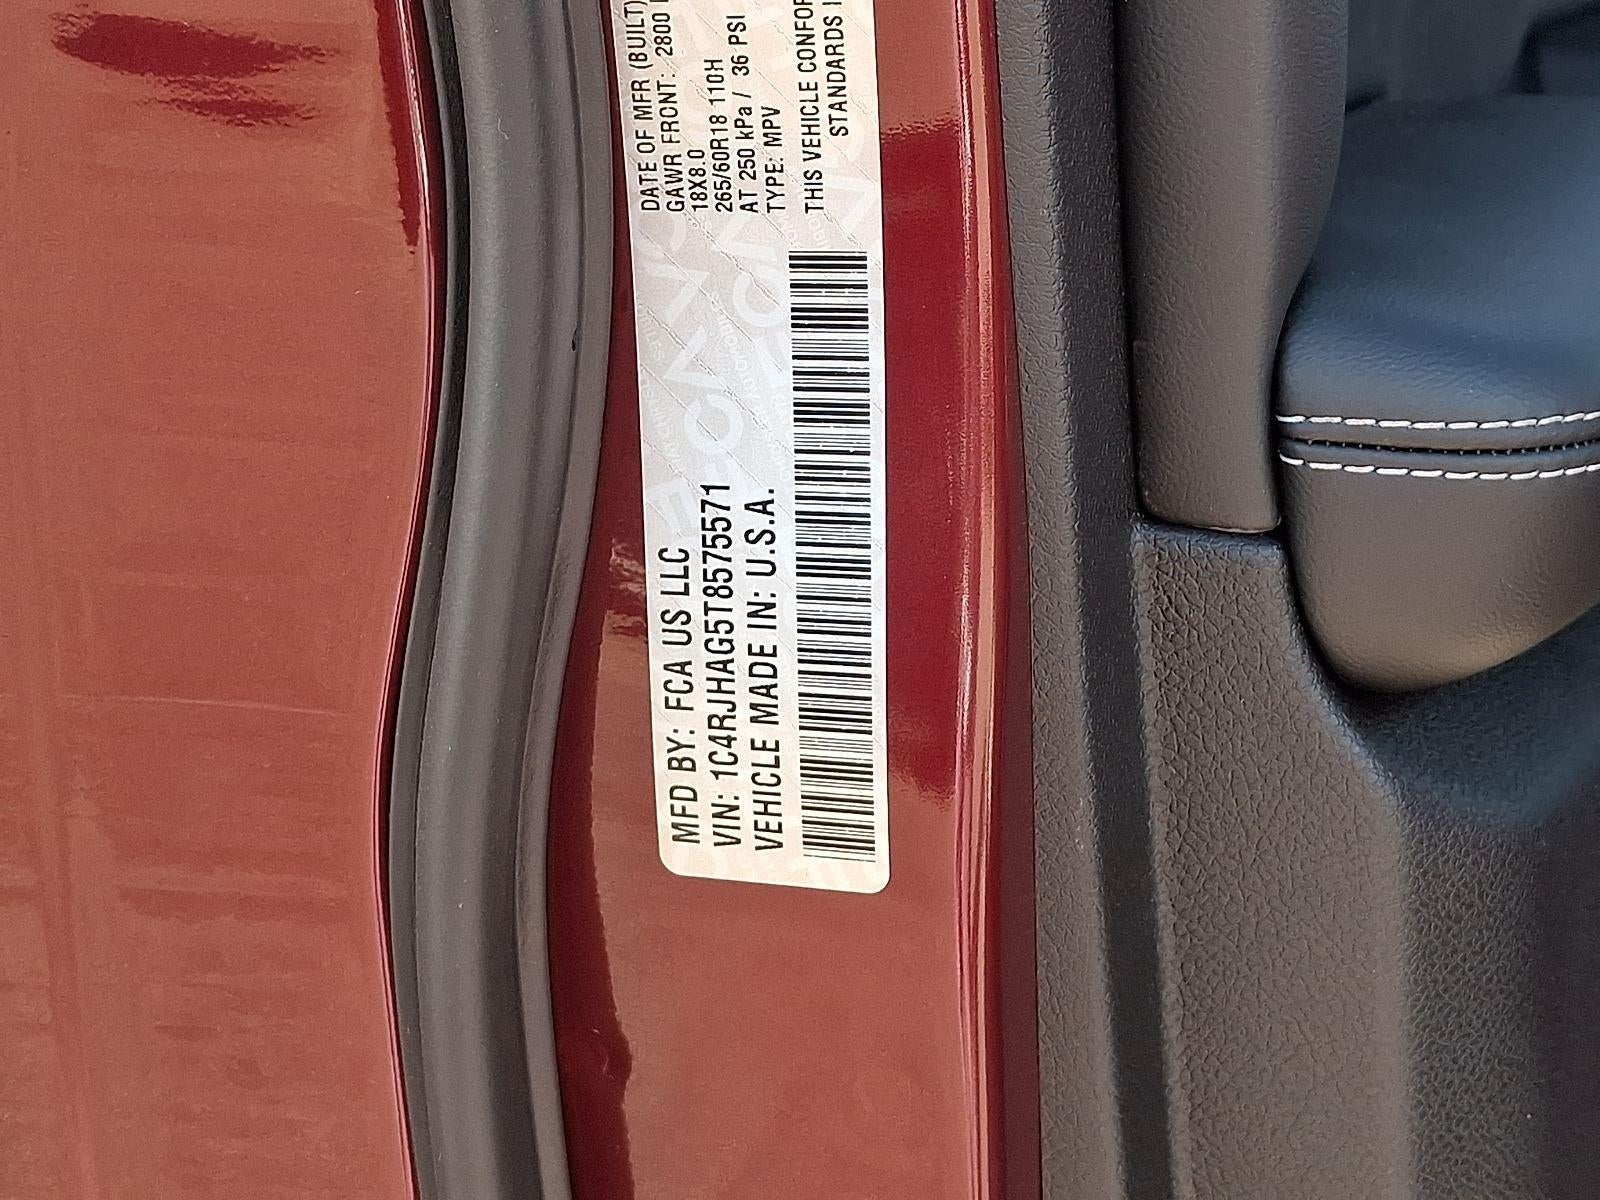 MFD BY: FCA US LLC
VIN: 1C4RJHAG5T8575571
VEHICLE MADE IN: U.S.A.
DATE OF MFR (BUILT)
GAWR FRONT: 2800
18X8.0
265/60R18 110H
AT 250 kPa / 36 PSI
TYPE: MPV
THIS VEHICLE CONFOR
STANDARDS